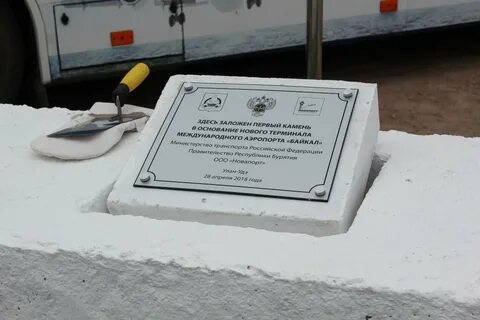 ЗДЕСЬ ЗАЛОЖЕН ПЕРВЫЙ КАМЕНЬ
В ОСНОВАНИЕ НОВОГО ТЕРМИНАЛА
МЕЖДУНАРОДНОГО АЭРОПОРТА «БАЙКАЛ»
Министерство транспорта Российской Федерации
Правительство Республики Бурятия
ООО «Новапорт»
Улан-Удэ
28 апреля 2016 года